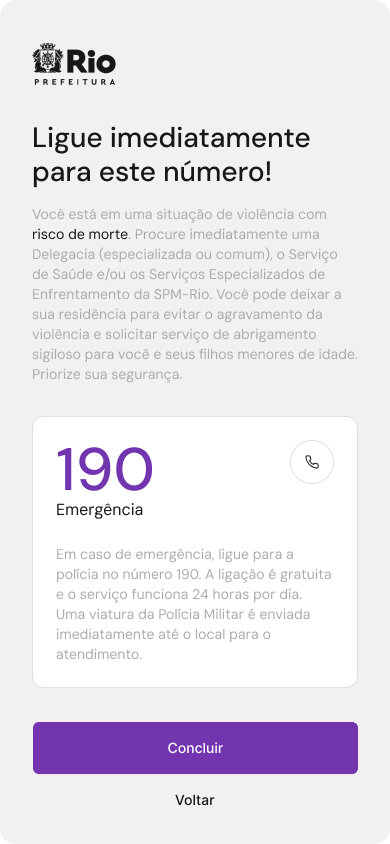 Rio
PREFEITURA
Ligue imediatamente
para este número!
Você está em uma situação de violência com
risco de morte. Procure imediatamente uma
Delegacia (especializada ou comum), o Serviço
de Saúde e/ou os Serviços Especializados de
Enfrentamento da SPM-Rio. Você pode deixar a
sua residência para evitar o agravamento da
violência e solicitar serviço de abrigamento
sigiloso para você e seus filhos menores de idade.
Priorize sua segurança.
190
Emergência
Em caso de emergência, ligue para a
polícia no número 190. A ligação é gratuita
e o serviço funciona 24 horas por dia.
Uma viatura da Polícia Militar é enviada
imediatamente até o local para o
atendimento.
Concluir
Voltar